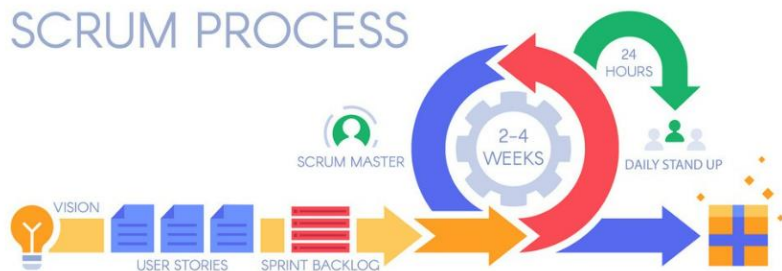 SCRUM PROCESS
24
HOURS
SCRUM MASTER
2-4
WEEKS
DAILY STAND UP
VISION
USER STORIES
SPRINT BACKLOG